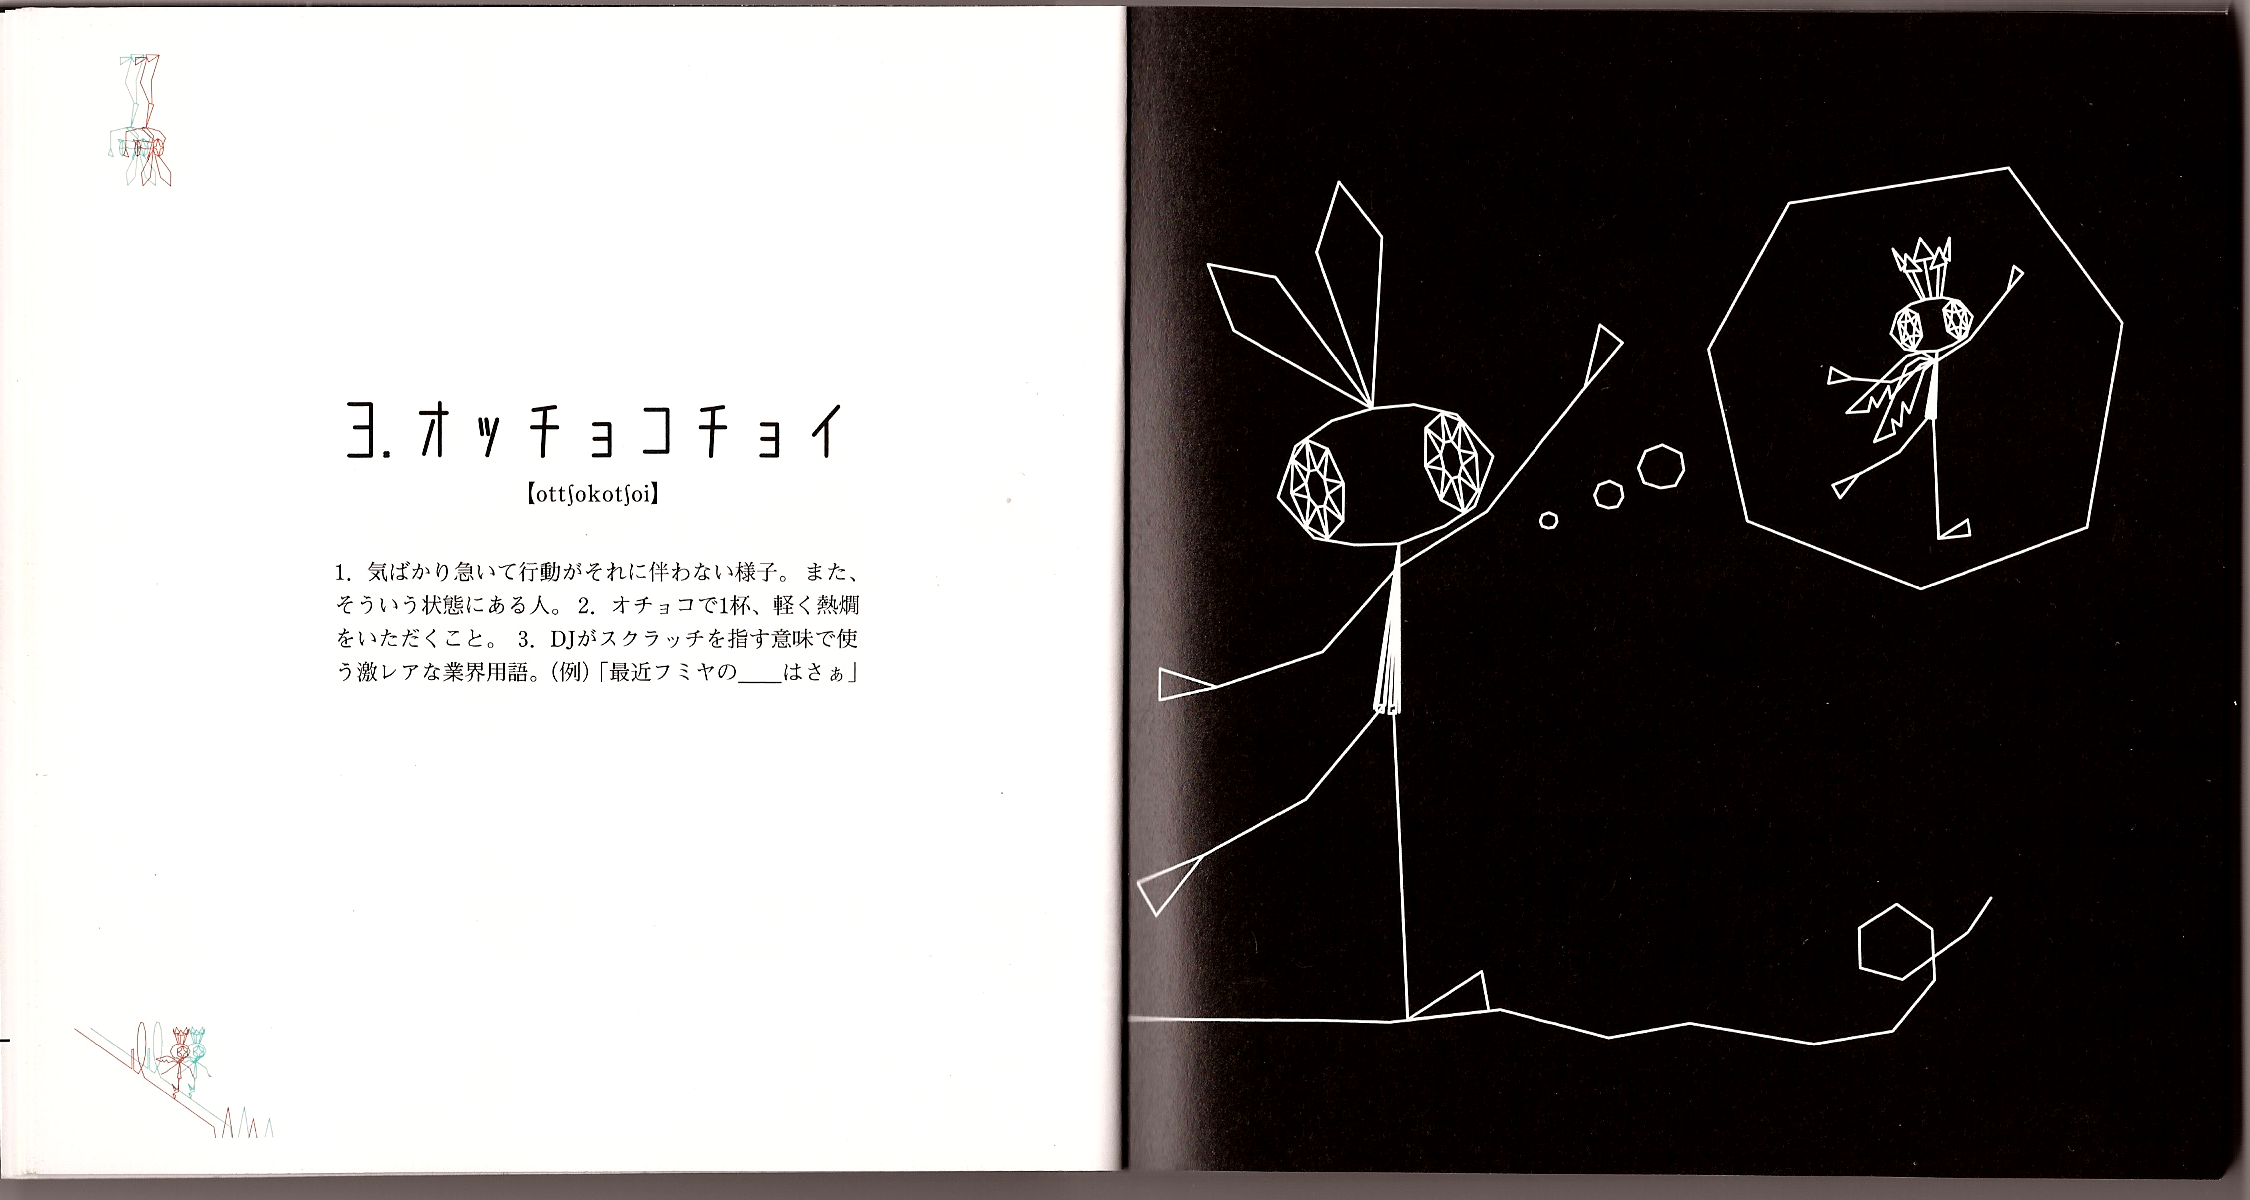 3. オッチョコチョイ
【ottʃokotʃoi】
1. 気ばかり急いて行動がそれに伴わない様子。また、
そういう状態にある人。 2. オチョコで1杯、軽く熱燗
をいただくこと。 3. DJがスクラッチを指す意味で使
う激レアな業界用語。(例)「最近フミヤの____はさぁ」